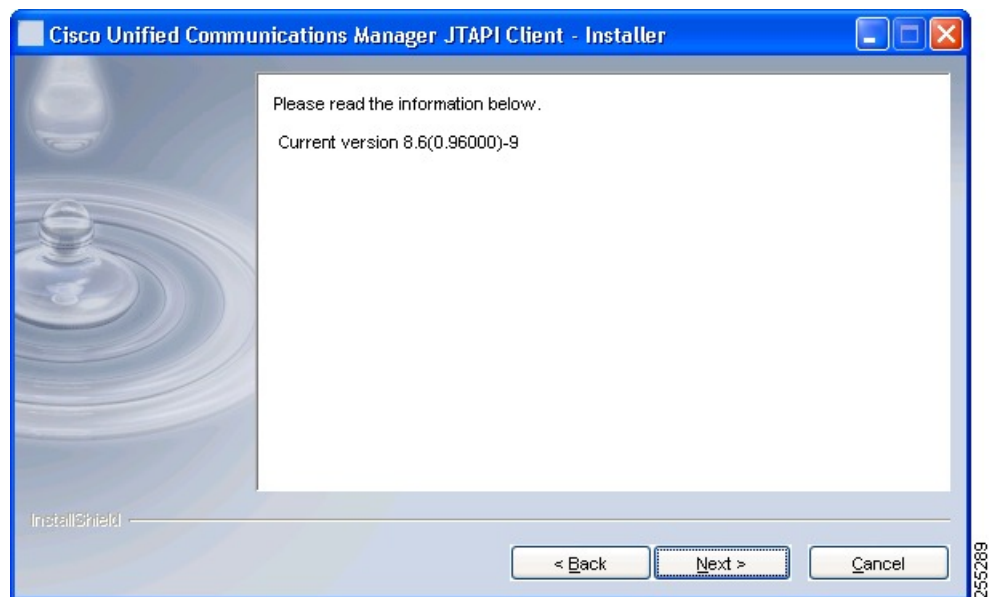 Cisco Unified Communications Manager JTAPI Client - Installer
Please read the information below.
Current version 8.6(0.96000)-9
InstallShield
< Back
Next >
Cancel
255289